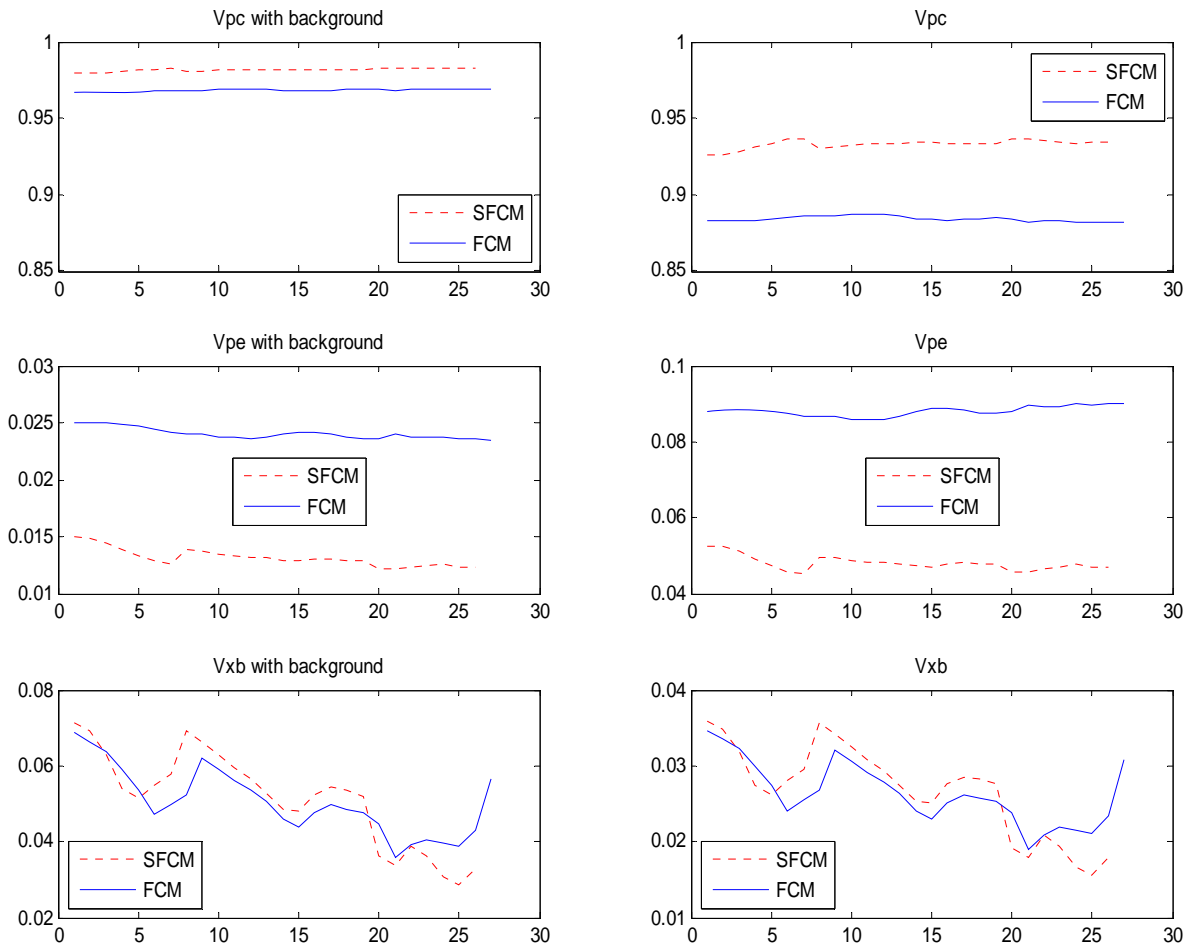 Vpc with background
1
0.95
0.9
0.85
SFCM
FCM
0 5 10 15 20 25 30
Vpc
1
0.95
0.9
0.85
SFCM
FCM
0 5 10 15 20 25 30
Vpe with background
0.03
0.025
0.02
0.015
0.01
SFCM
FCM
0 5 10 15 20 25 30
Vpe
0.1
0.08
0.06
0.04
SFCM
FCM
0 5 10 15 20 25 30
Vxb with background
0.08
0.06
0.04
0.02
SFCM
FCM
0 5 10 15 20 25 30
Vxb
0.04
0.03
0.02
0.01
SFCM
FCM
0 5 10 15 20 25 30